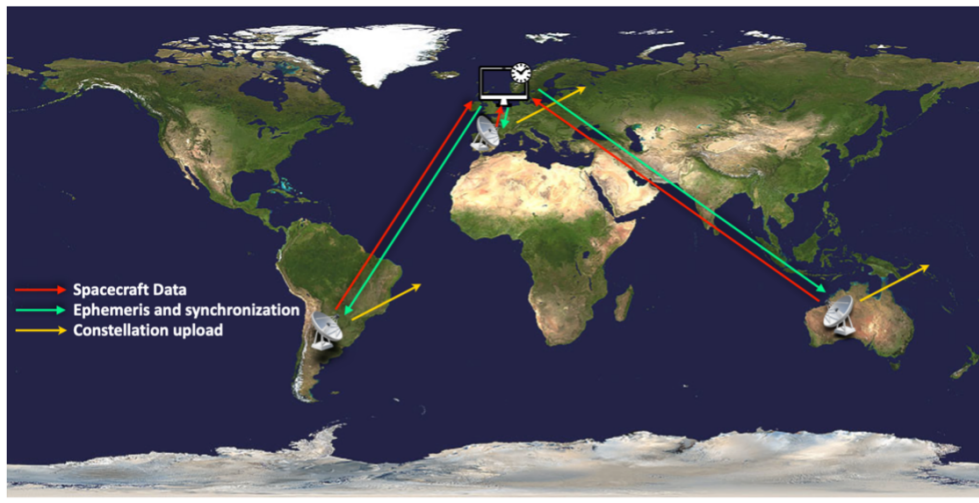 Spacecraft Data
Ephemeris and synchronization
Constellation upload